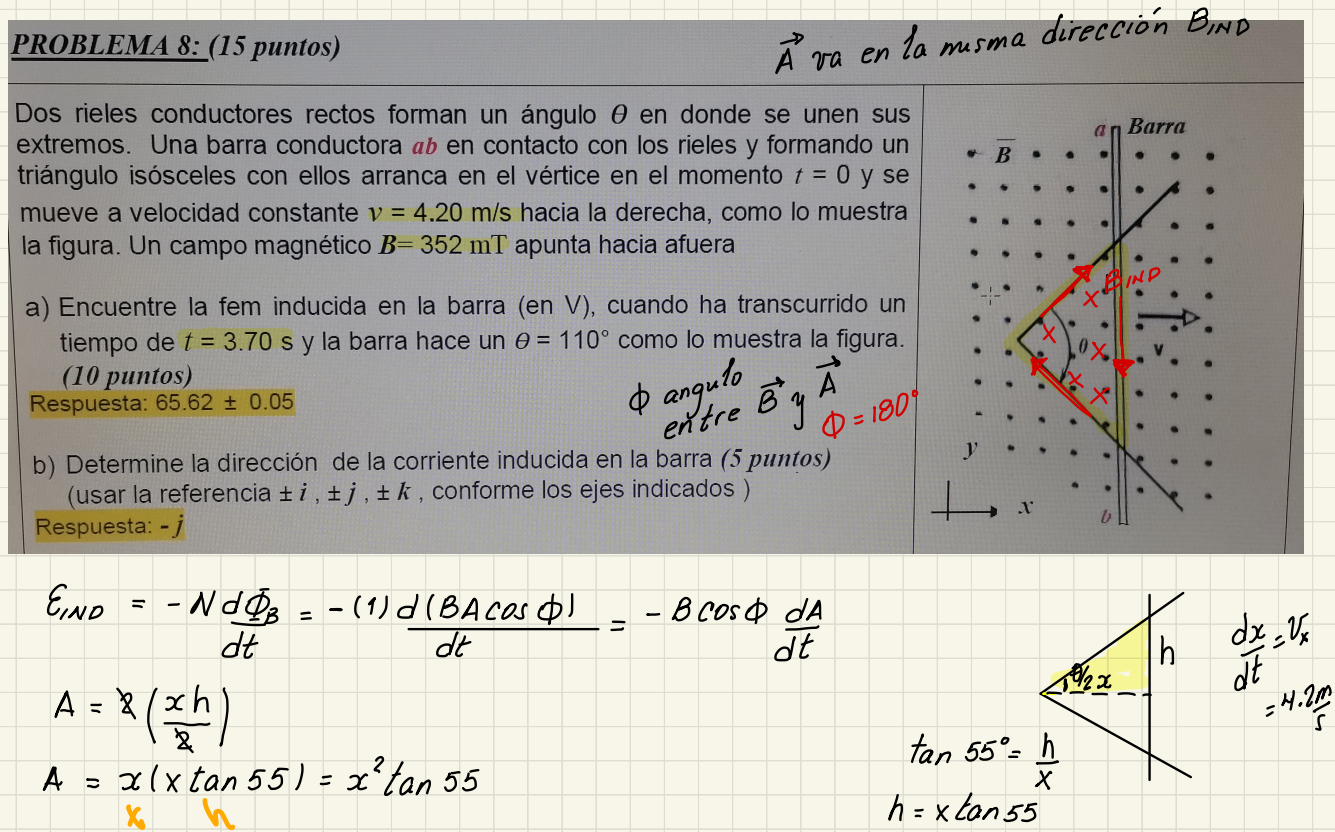 PROBLEMA 8: (15 puntos)
A va en la misma dirección B IND
Dos rieles conductores rectos forman un ángulo θ en donde se unen sus
extremos. Una barra conductora ab en contacto con los rieles y formando un
triángulo isósceles con ellos arranca en el vértice en el momento t = 0 y se
mueve a velocidad constante v = 4.20 m/s hacia la derecha, como lo muestra
la figura. Un campo magnético B= 352 mT apunta hacia afuera
a) Encuentre la fem inducida en la barra (en V), cuando ha transcurrido un
tiempo de t = 3.70 s y la barra hace un θ = 110° como lo muestra la figura.
(10 puntos)
Respuesta: 65.62 ± 0.05
ϕ angulo
entre B y A
ϕ = 180°
b) Determine la dirección de la corriente inducida en la barra (5 puntos)
(usar la referencia ± i , ± j , ± k , conforme los ejes indicados )
Respuesta: - j
a Barra
B
B IND
x
x x
x x
θ
v
y
x
b
ε IND = - N dΦB/dt = -(1) d(BA cos ϕ)/dt = - B cos ϕ dA/dt
A = 2 (xh/2)
A = x(x tan 55) = x² tan 55
x h
θ/2 x
h
dx/dt = Vx
= 4.2 m/s
tan 55° = h/x
h = x tan 55